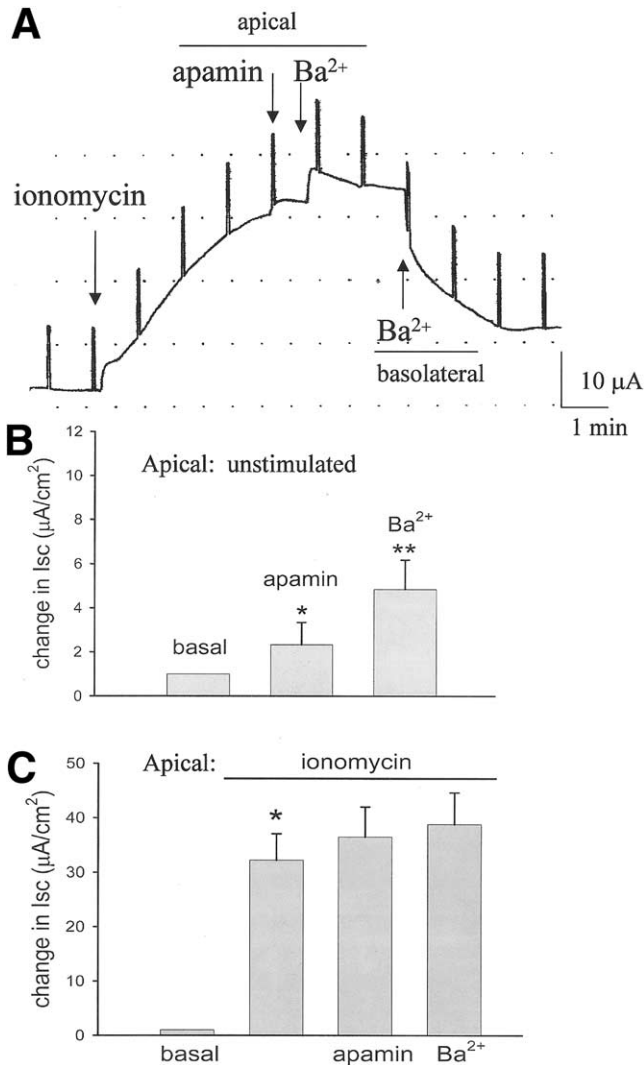 A
apical
apamin Ba²⁺
ionomycin
Ba²⁺
basolateral
10 μA
1 min
B
12
10
8
6
4
2
0
change in Isc (μA/cm²)
Apical: unstimulated
basal
apamin
*
Ba²⁺
**
C
50
40
30
20
10
0
change in Isc (μA/cm²)
Apical: ionomycin
*
basal apamin Ba²⁺